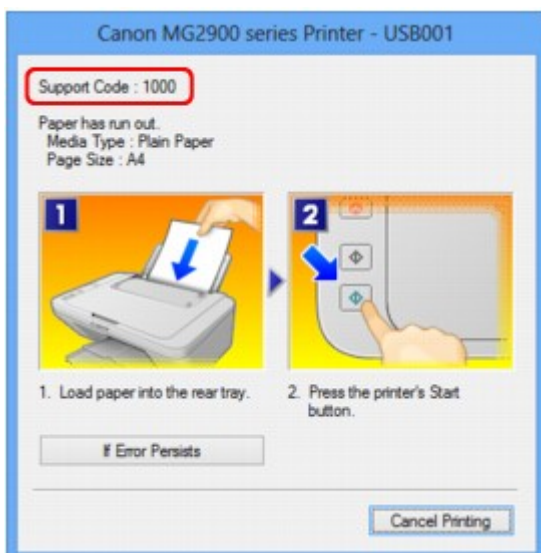 Canon MG2900 series Printer - USB001
Support Code : 1000
Paper has run out.
Media Type : Plain Paper
Page Size : A4
1
2
1. Load paper into the rear tray.
2. Press the printer's Start
button.
If Error Persists
Cancel Printing